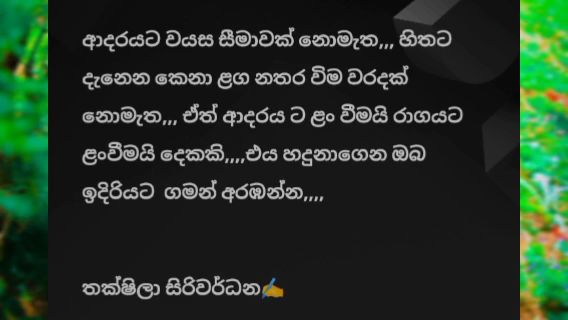 ආදරයට වයස සීමාවක් නොමැත,,, හිතට
දැනෙන කෙනා ළග නතර විම වරදක්
නොමැත,,, ඒත් ආදරය ට ළං වීමයි රාගයට
ළංවීමයි දෙකකි,,,,එය හදුනාගෙන ඔබ
ඉදිරියට ගමන් අරඹන්න,,,,
තක්ෂිලා සිරිවර්ධන✍️